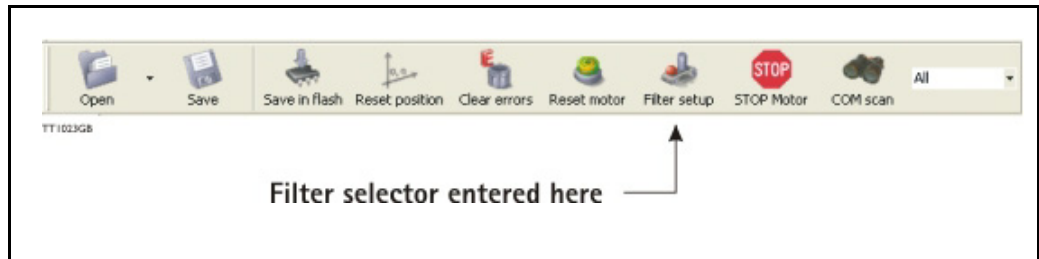 Open Save Save in flash Reset position Clear errors Reset motor Filter setup STOP STOP Motor COM scan All
TT1023GB
Filter selector entered here